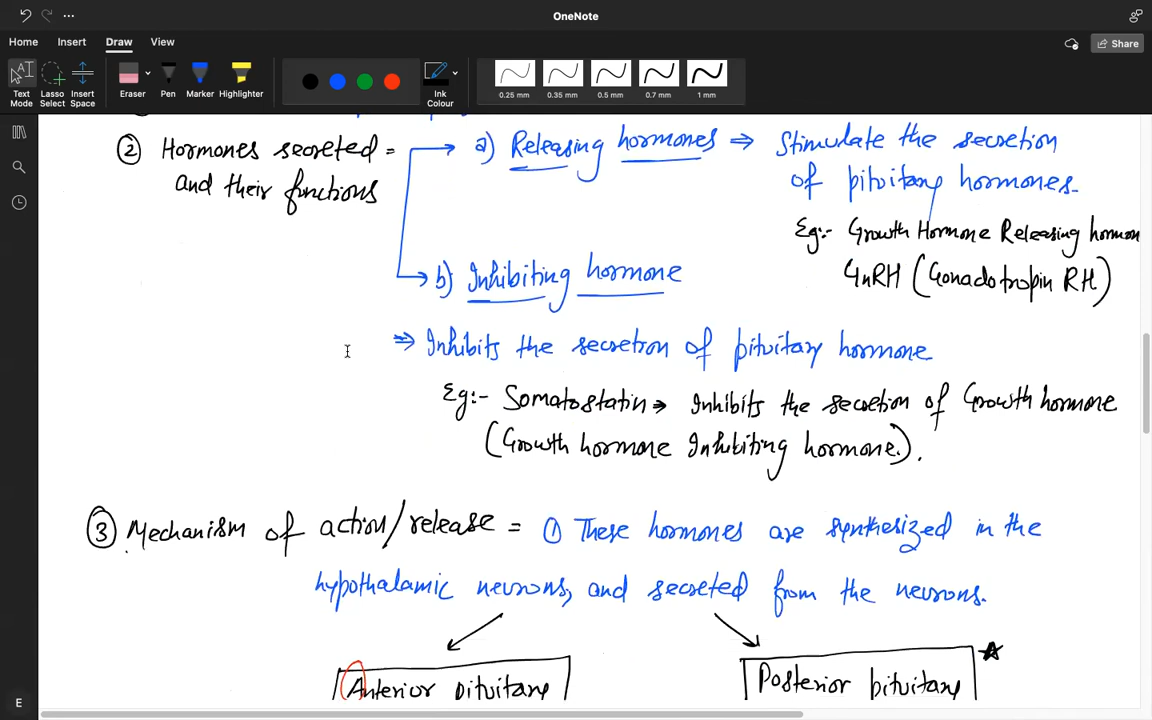 OneNote
Home Insert Draw View
Share
Text Mode
Lasso Select
Insert Space
Eraser
Pen
Marker
Highlighter
Ink Colour
0.25 mm 0.35 mm 0.5 mm 0.7 mm 1 mm
② Hormones secreted = a) Releasing hormones ⇒ Stimulate the secretion
and their functions of pituitary hormones.
Eg:- Growth Hormone Releasing hormon
GnRH (Gonadotropin RH)
b) Inhibiting hormone
⇒ Inhibits the secretion of pituitary hormone
Eg:- Somatostatin → Inhibits the secretion of Growth hormone
(Growth hormone Inhibiting hormone).
③ Mechanism of action/release = ① These hormones are synthesized in the
hypothalamic neurons, and secreted from the neurons.
Anterior pituitary Posterior pituitary
E